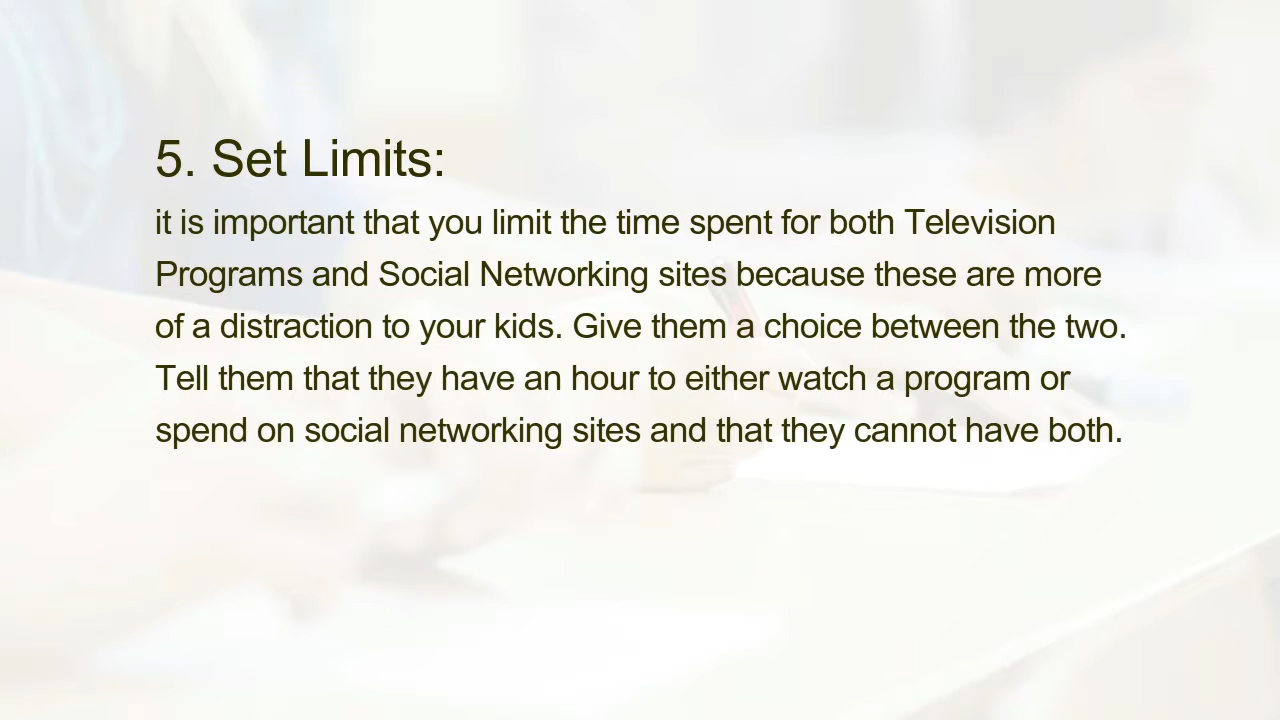 5. Set Limits:
it is important that you limit the time spent for both Television
Programs and Social Networking sites because these are more
of a distraction to your kids. Give them a choice between the two.
Tell them that they have an hour to either watch a program or
spend on social networking sites and that they cannot have both.